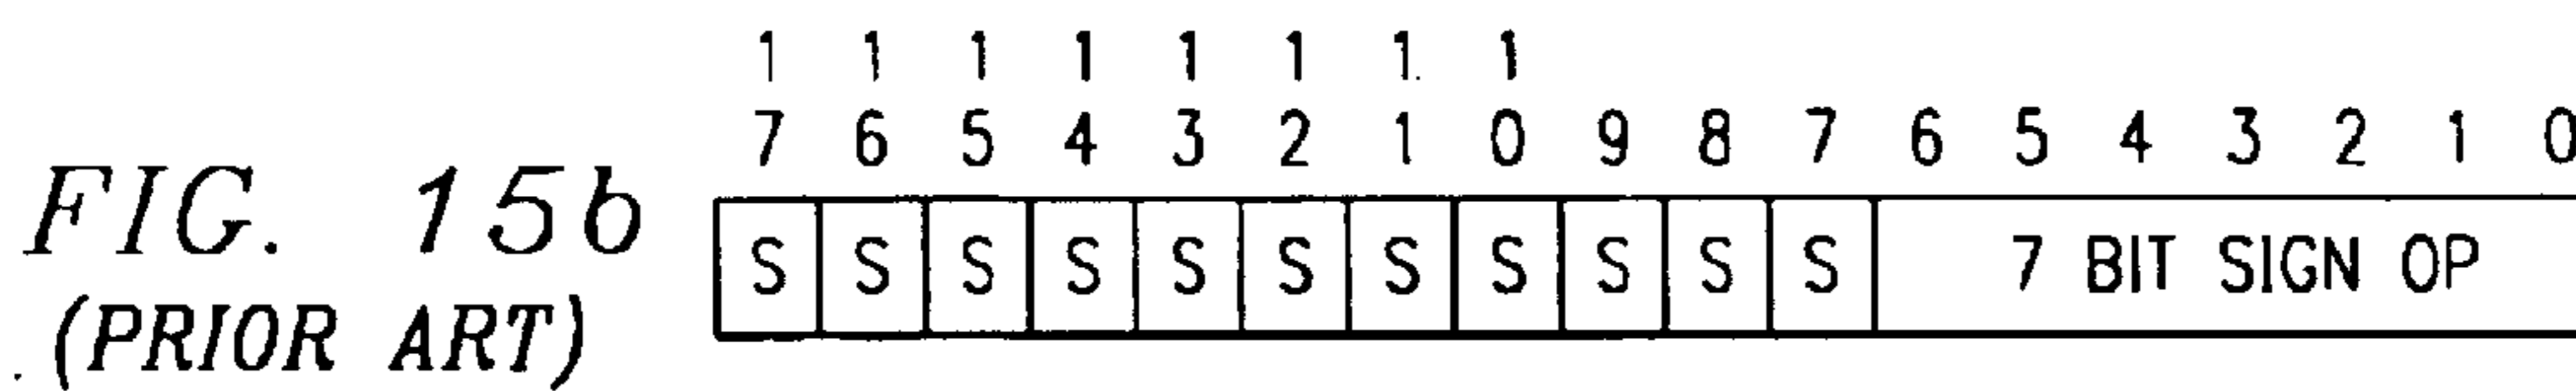 1 1 1 1 1 1 1 1
7 6 5 4 3 2 1 0 9 8 7 6 5 4 3 2 1 0
FIG. 15b
S S S S S S S S S S S 7 BIT SIGN OP
(PRIOR ART)